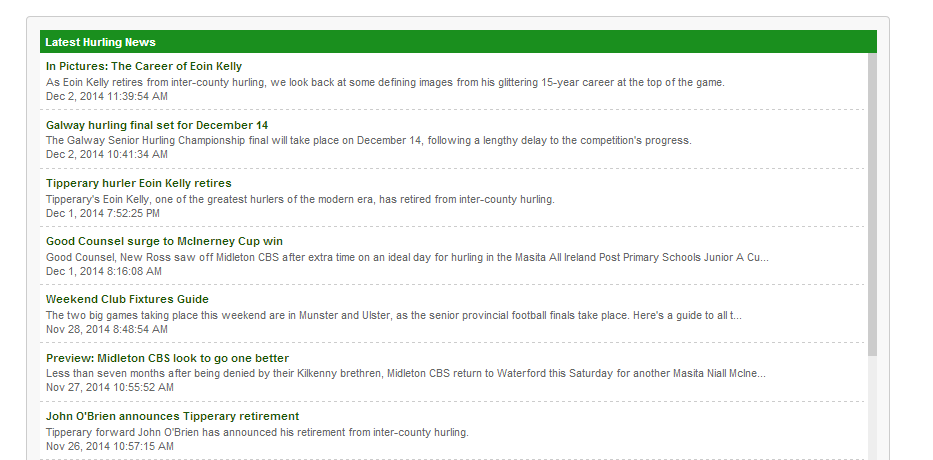 Latest Hurling News
In Pictures: The Career of Eoin Kelly
As Eoin Kelly retires from inter-county hurling, we look back at some defining images from his glittering 15-year career at the top of the game.
Dec 2, 2014 11:39:54 AM
Galway hurling final set for December 14
The Galway Senior Hurling Championship final will take place on December 14, following a lengthy delay to the competition's progress.
Dec 2, 2014 10:41:34 AM
Tipperary hurler Eoin Kelly retires
Tipperary's Eoin Kelly, one of the greatest hurlers of the modern era, has retired from inter-county hurling.
Dec 1, 2014 7:52:25 PM
Good Counsel surge to McInerney Cup win
Good Counsel, New Ross saw off Midleton CBS after extra time on an ideal day for hurling in the Masita All Ireland Post Primary Schools Junior A Cu...
Dec 1, 2014 8:16:08 AM
Weekend Club Fixtures Guide
The two big games taking place this weekend are in Munster and Ulster, as the senior provincial football finals take place. Here's a guide to all t...
Nov 28, 2014 8:48:54 AM
Preview: Midleton CBS look to go one better
Less than seven months after being denied by their Kilkenny brethren, Midleton CBS return to Waterford this Saturday for another Masita Niall McIne...
Nov 27, 2014 10:55:52 AM
John O'Brien announces Tipperary retirement
Tipperary forward John O'Brien has announced his retirement from inter-county hurling.
Nov 26, 2014 10:57:15 AM